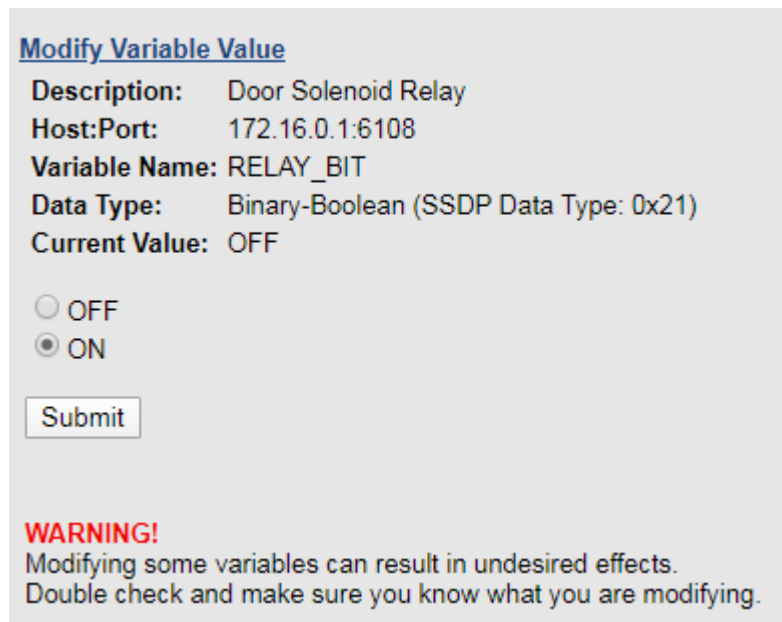 Modify Variable Value
Description: Door Solenoid Relay
Host:Port: 172.16.0.1:6108
Variable Name: RELAY_BIT
Data Type: Binary-Boolean (SSDP Data Type: 0x21)
Current Value: OFF
OFF
ON
Submit
WARNING!
Modifying some variables can result in undesired effects.
Double check and make sure you know what you are modifying.